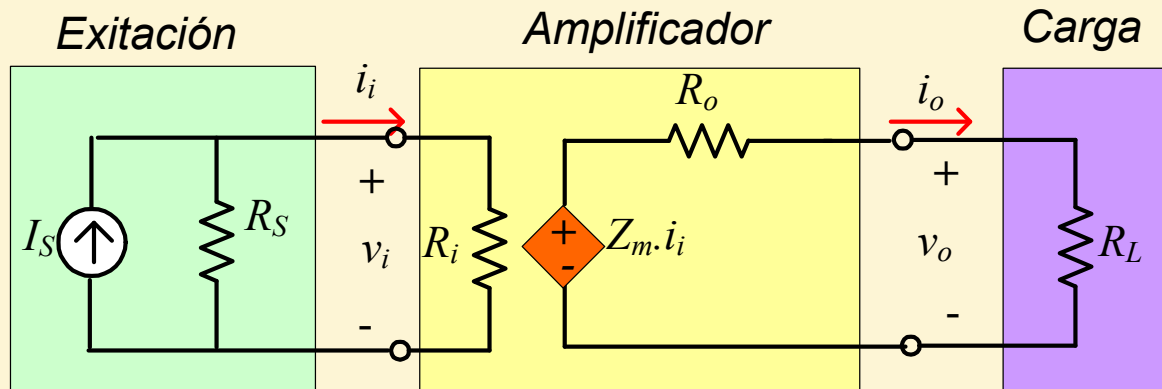 Exitación
Amplificador
Carga
i_i
R_o
i_o
+
+
I_S
R_S
v_i
R_i
+
-
Z_m.i_i
v_o
R_L
-
-